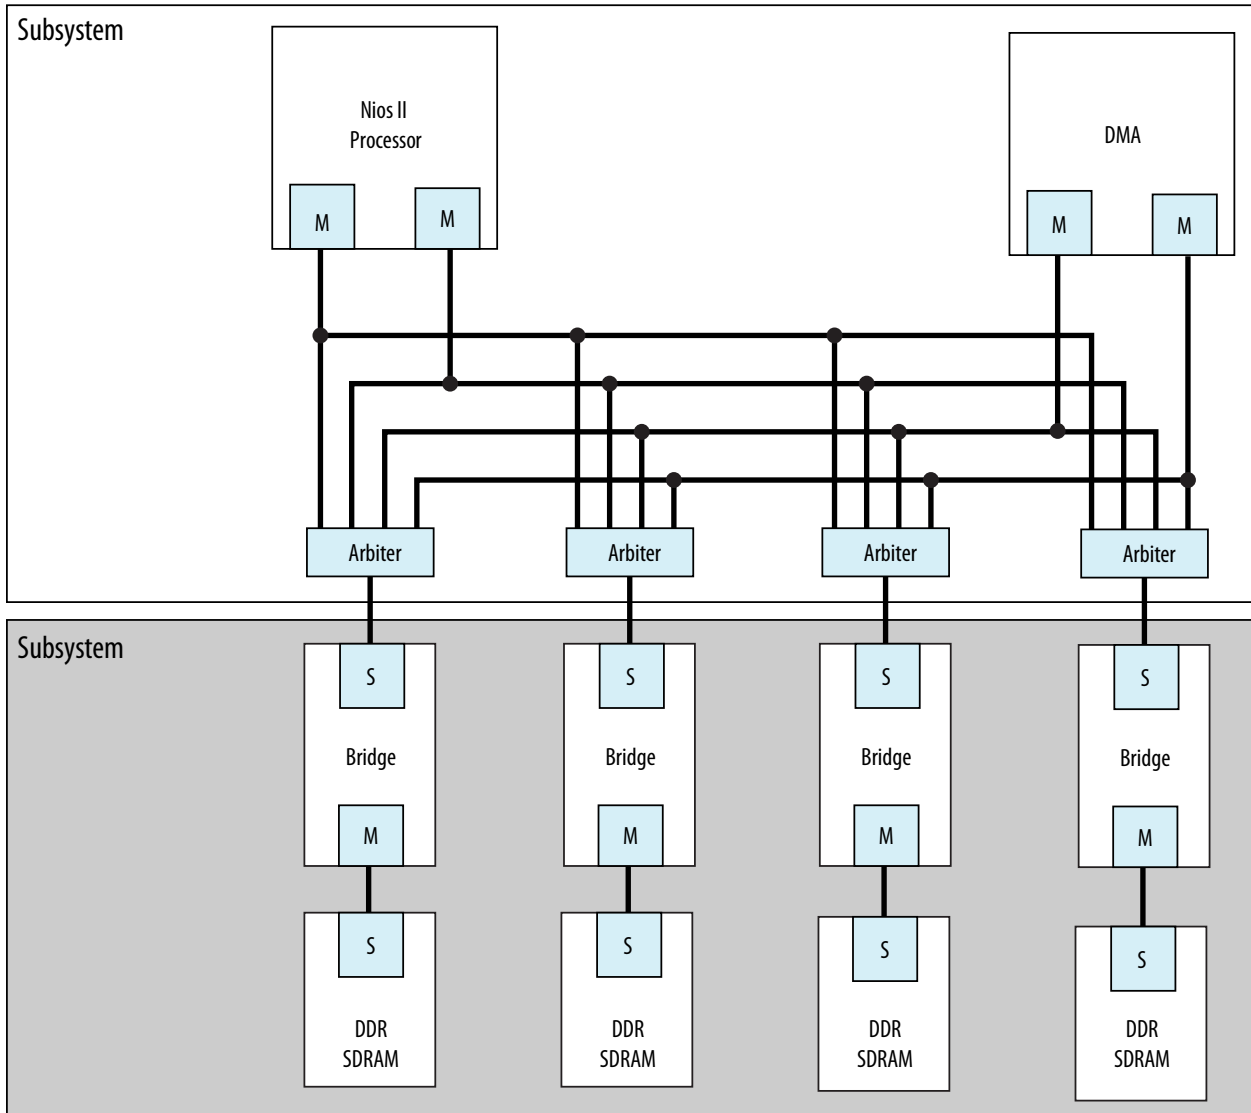 Subsystem
Nios II
Processor
DMA
M
M
M
M
Arbiter
Arbiter
Arbiter
Arbiter
Subsystem
S
S
S
S
Bridge
Bridge
Bridge
Bridge
M
M
M
M
S
S
S
S
DDR
SDRAM
DDR
SDRAM
DDR
SDRAM
DDR
SDRAM